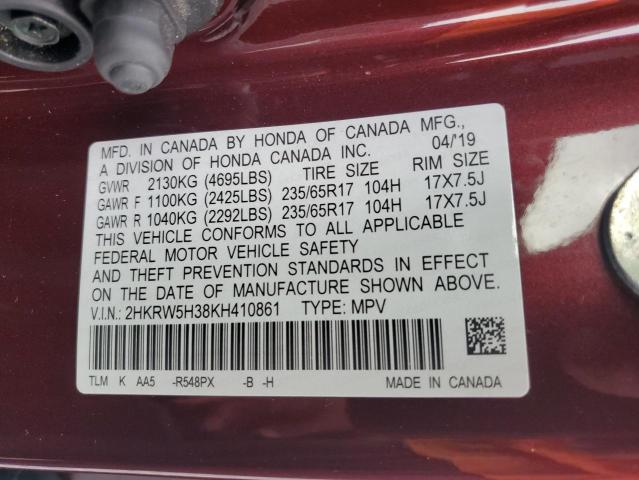 MFD. IN CANADA BY HONDA OF CANADA MFG.,
A DIVISION OF HONDA CANADA INC. 04/'19
GVWR 2130KG (4695LBS) TIRE SIZE RIM SIZE
GAWR F 1100KG (2425LBS) 235/65R17 104H 17X7.5J
GAWR R 1040KG (2292LBS) 235/65R17 104H 17X7.5J
THIS VEHICLE CONFORMS TO ALL APPLICABLE
FEDERAL MOTOR VEHICLE SAFETY
AND THEFT PREVENTION STANDARDS IN EFFECT
ON THE DATE OF MANUFACTURE SHOWN ABOVE.
V.I.N.: 2HKRW5H38KH410861 TYPE: MPV
TLM K AA5 -R548PX -B -H MADE IN CANADA